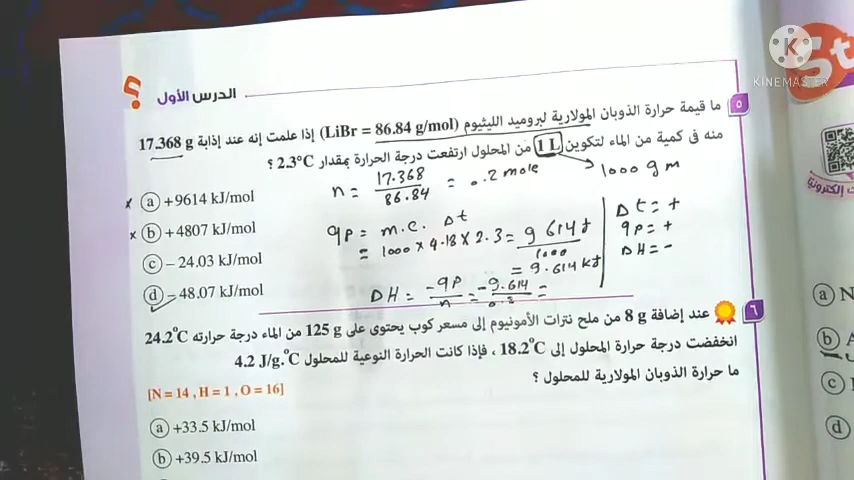 St
KINEMASTER
الدرس الأول
؟
٥ ما قيمة حرارة الذوبان المولارية لبروميد الليثيوم (LiBr = 86.84 g/mol) إذا علمت إنه عند إذابة 17.368 g
منه فى كمية من الماء لتكوين 1 L من المحلول ارتفعت درجة الحرارة بمقدار 2.3°C ؟
1000 g m
n = 17.368 / 86.84 = 0.2 mole
a +9614 kJ/mol
b +4807 kJ/mol
c – 24.03 kJ/mol
d – 48.07 kJ/mol
qp = m.c. Δt
= 1000 × 4.18 × 2.3 = 9614 J / 1000
= 9.614 kJ
ΔH = -qp / n = -9.614 / 0.2 =
Δt = +
qp = +
ΔH = -
٦ عند إضافة 8 g من ملح نترات الأمونيوم إلى مسعر كوب يحتوى على 125 g من الماء درجة حرارته 24.2°C
انخفضت درجة حرارة المحلول إلى 18.2°C ، فإذا كانت الحرارة النوعية للمحلول 4.2 J/g.°C
ما حرارة الذوبان المولارية للمحلول ؟
[N = 14 , H = 1 , O = 16]
a +33.5 kJ/mol
b +39.5 kJ/mol
a N
b
c
d